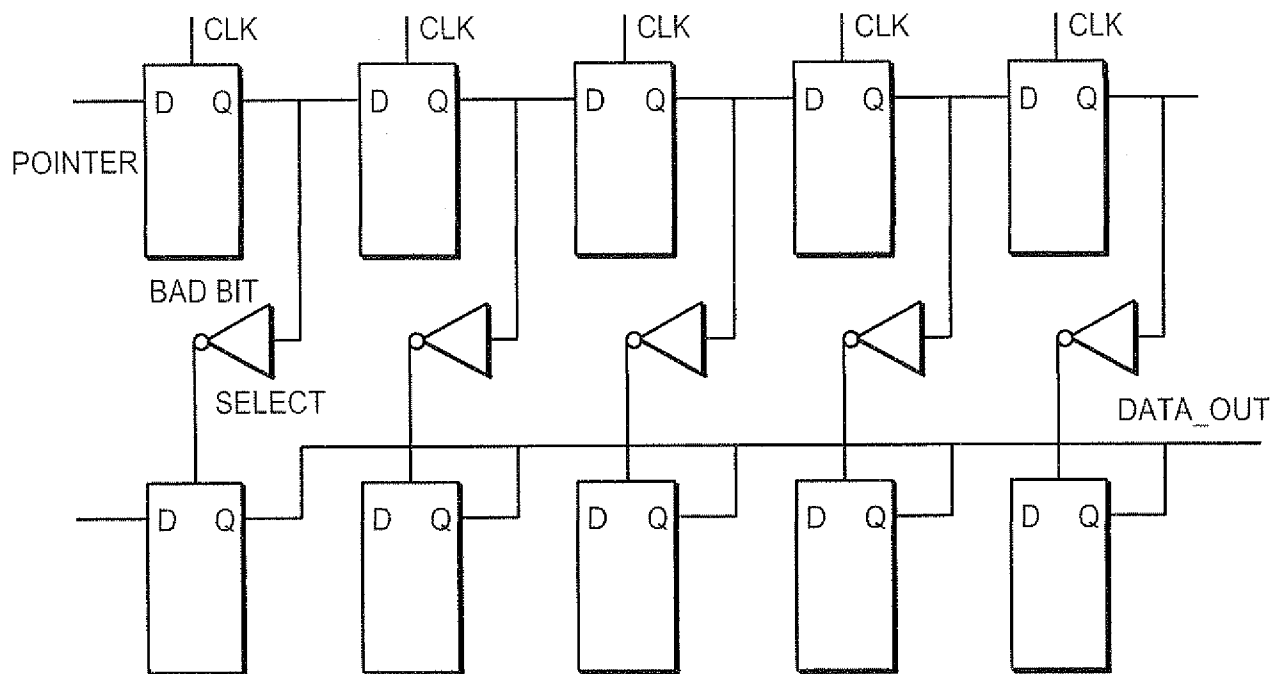 CLK CLK CLK CLK CLK
D Q D Q D Q D Q D Q
POINTER
BAD BIT
SELECT
DATA_OUT
D Q D Q D Q D Q D Q